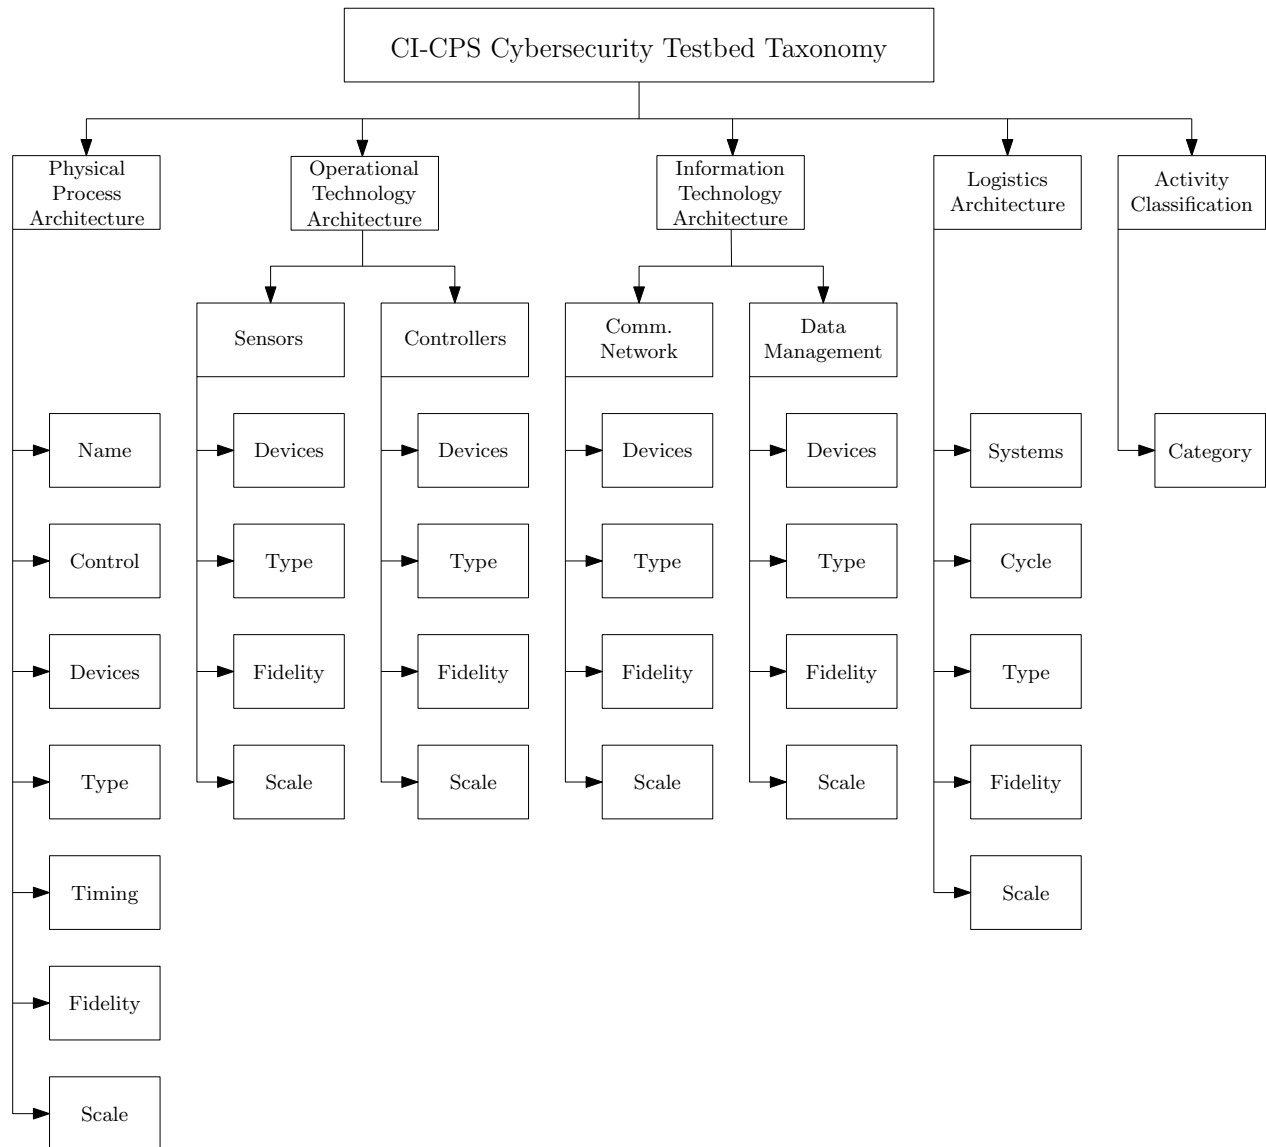 CI-CPS Cybersecurity Testbed Taxonomy
Physical
Process
Architecture
Operational
Technology
Architecture
Information
Technology
Architecture
Logistics
Architecture
Activity
Classification
Sensors
Controllers
Comm.
Network
Data
Management
Name
Devices
Devices
Devices
Devices
Systems
Category
Control
Type
Type
Type
Type
Cycle
Devices
Fidelity
Fidelity
Fidelity
Fidelity
Type
Type
Scale
Scale
Scale
Scale
Fidelity
Timing
Scale
Fidelity
Scale